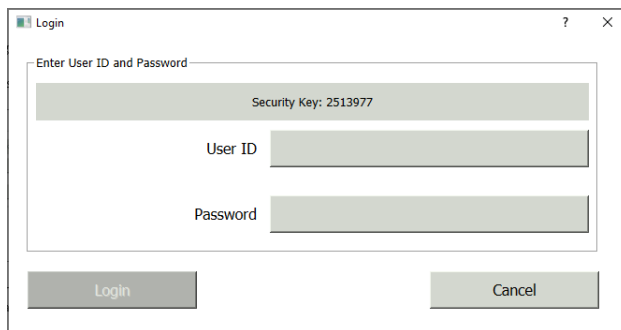 Login
?
Enter User ID and Password
Security Key: 2513977
User ID
Password
Login
Cancel